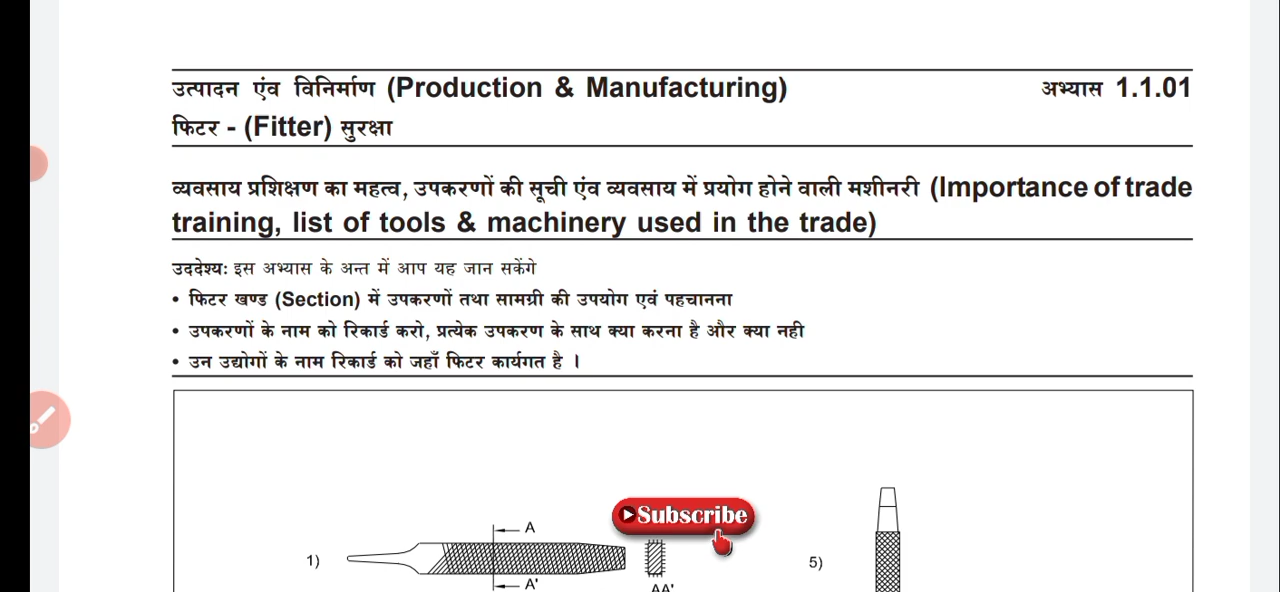 उत्पादन एंव विनिर्माण (Production & Manufacturing) अभ्यास 1.1.01
फिटर - (Fitter) सुरक्षा
व्यवसाय प्रशिक्षण का महत्व, उपकरणों की सूची एंव व्यवसाय में प्रयोग होने वाली मशीनरी (Importance of trade
training, list of tools & machinery used in the trade)
उददेश्य: इस अभ्यास के अन्त में आप यह जान सकेंगे
• फिटर खण्ड (Section) में उपकरणों तथा सामग्री की उपयोग एवं पहचानना
• उपकरणों के नाम को रिकार्ड करो, प्रत्येक उपकरण के साथ क्या करना है और क्या नही
• उन उद्योगों के नाम रिकार्ड को जहाँ फिटर कार्यगत है ।
Subscribe
A
1)
5)
A'
AA'